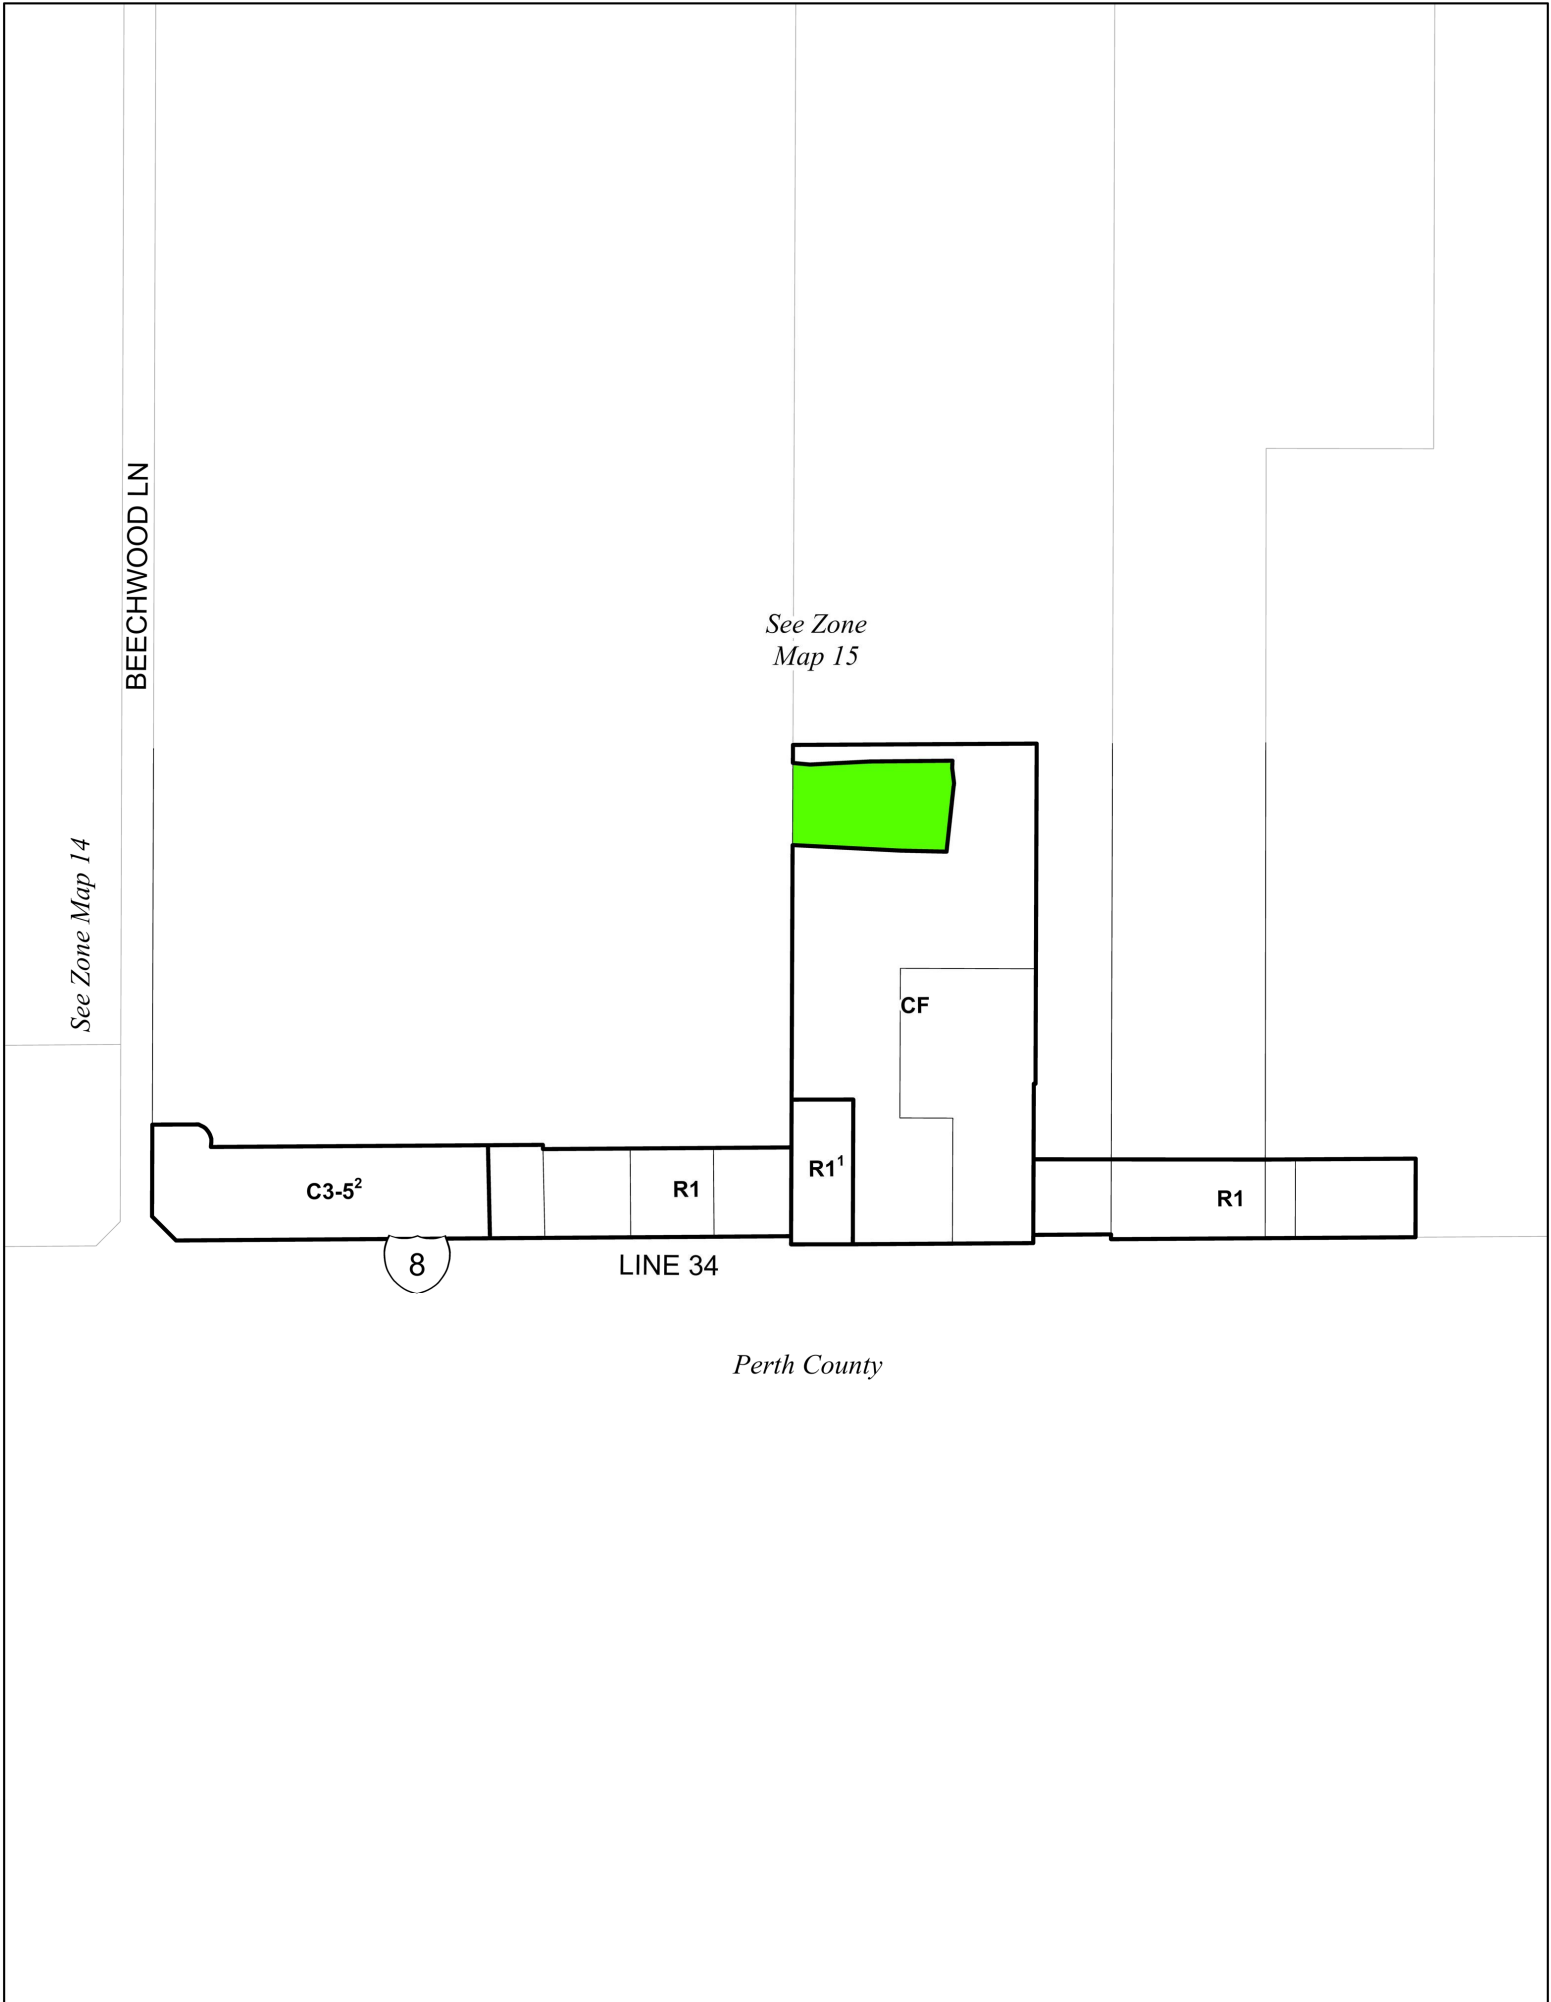 BEECHWOOD LN
See Zone
Map 15
See Zone Map 14
CF
R1¹
C3-5²
R1
R1
8
LINE 34
Perth County